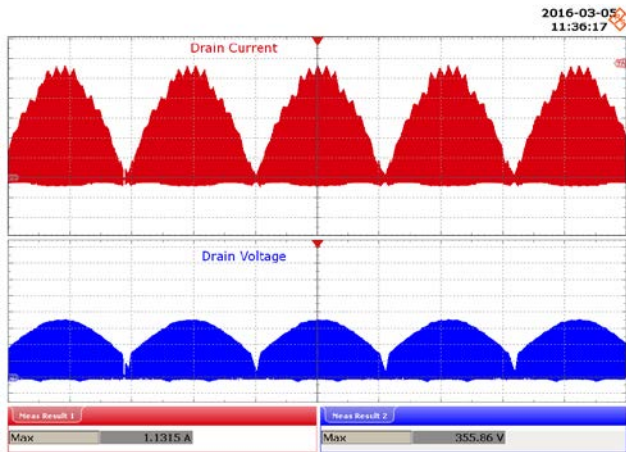 2016-03-05
11:36:17
Drain Current
Drain Voltage
Meas Result 1
Meas Result 2
Max 1.1315 A
Max 355.86 V